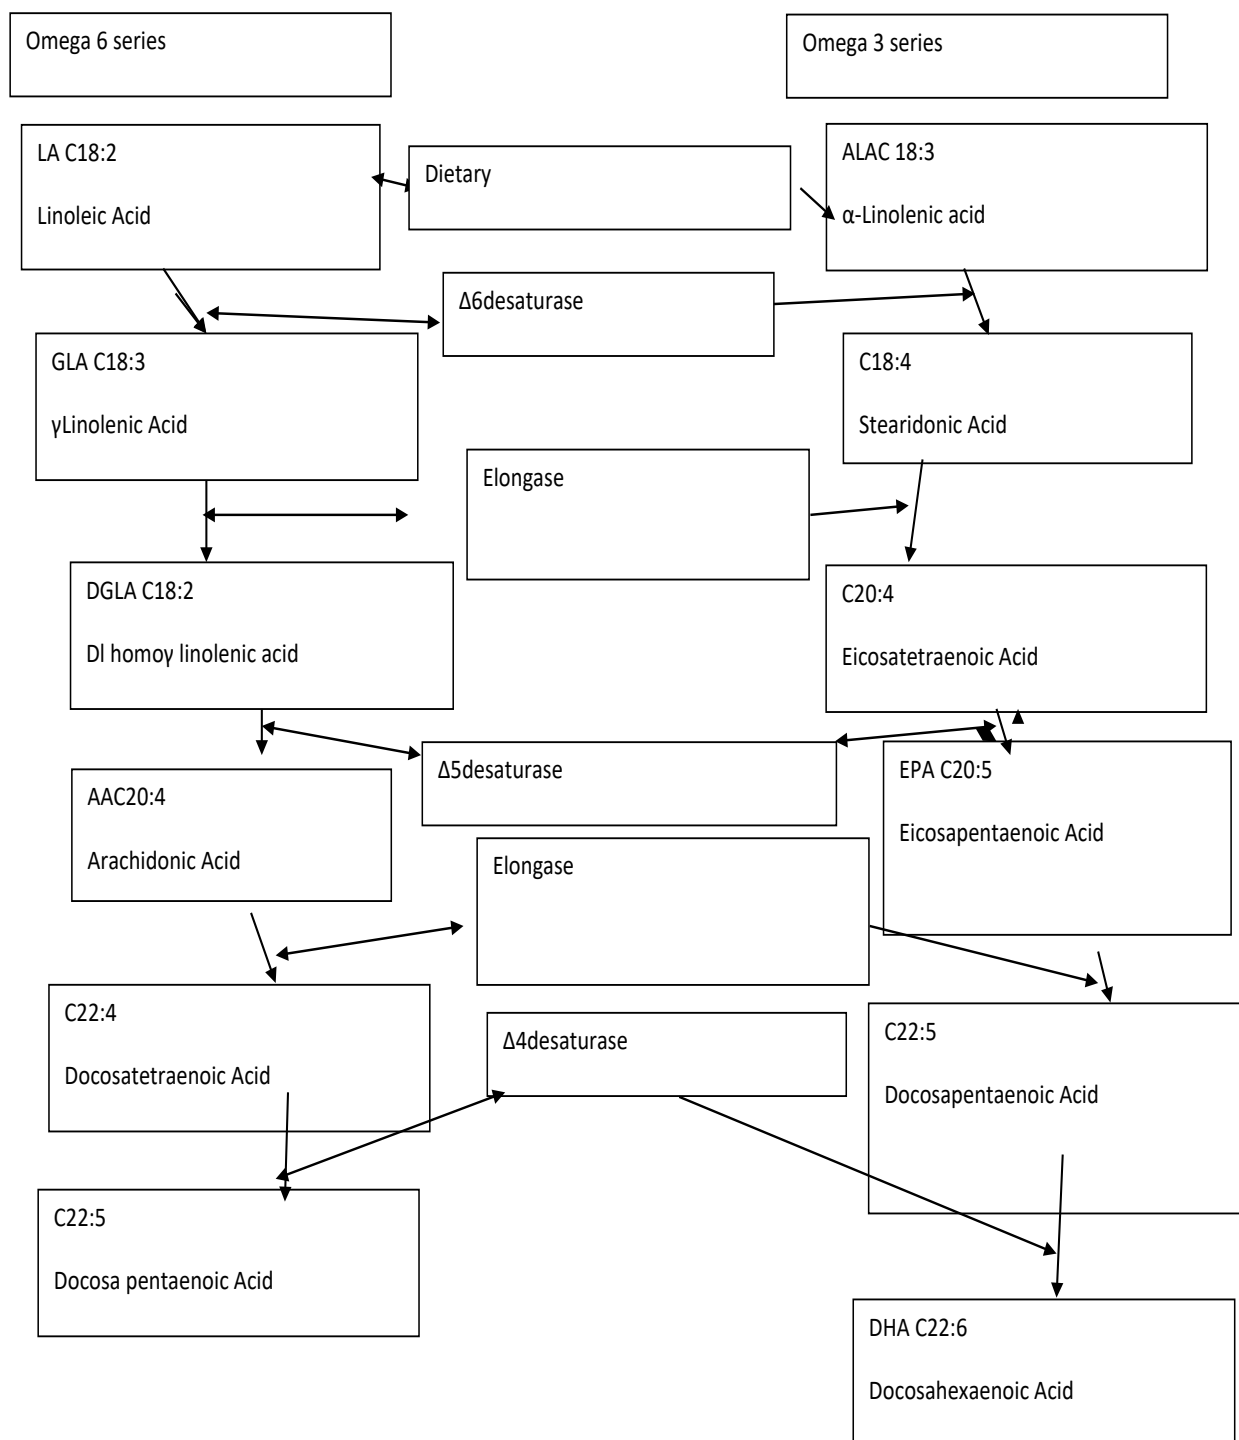 Omega 6 series
Omega 3 series
LA C18:2
Linoleic Acid
Dietary
ALAC 18:3
α-Linolenic acid
Δ6desaturase
GLA C18:3
γLinolenic Acid
C18:4
Stearidonic Acid
Elongase
DGLA C18:2
Dl homoγ linolenic acid
C20:4
Eicosatetraenoic Acid
Δ5desaturase
AAC20:4
Arachidonic Acid
EPA C20:5
Eicosapentaenoic Acid
Elongase
C22:4
Docosatetraenoic Acid
Δ4desaturase
C22:5
Docosapentaenoic Acid
C22:5
Docosa pentaenoic Acid
DHA C22:6
Docosahexaenoic Acid